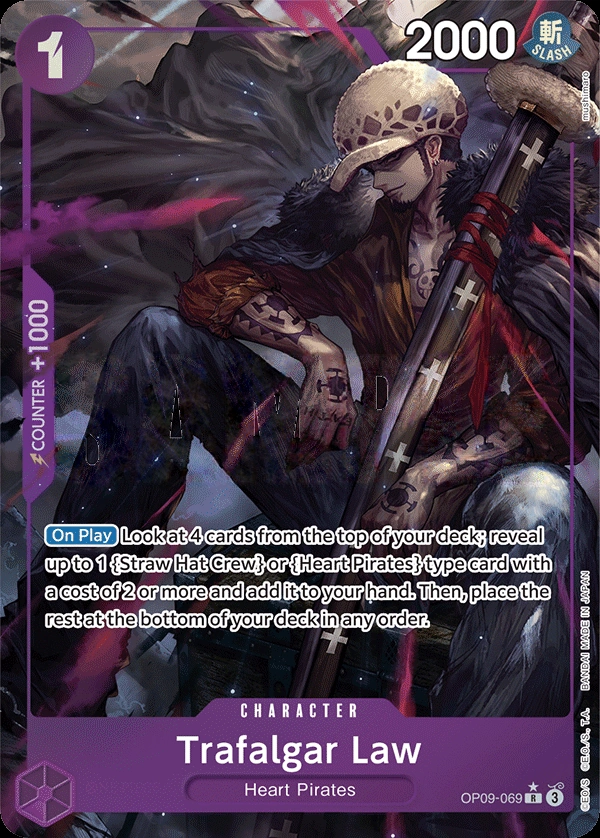 1
2000
斬
SLASH
mushimaro
COUNTER +1000
On Play Look at 4 cards from the top of your deck; reveal
up to 1 {Straw Hat Crew} or {Heart Pirates} type card with
a cost of 2 or more and add it to your hand. Then, place the
rest at the bottom of your deck in any order.
CHARACTER
Trafalgar Law
Heart Pirates
OP09-069 R 3
©EO/S ©E.O./S., T.A. BANDAI MADE IN JAPAN